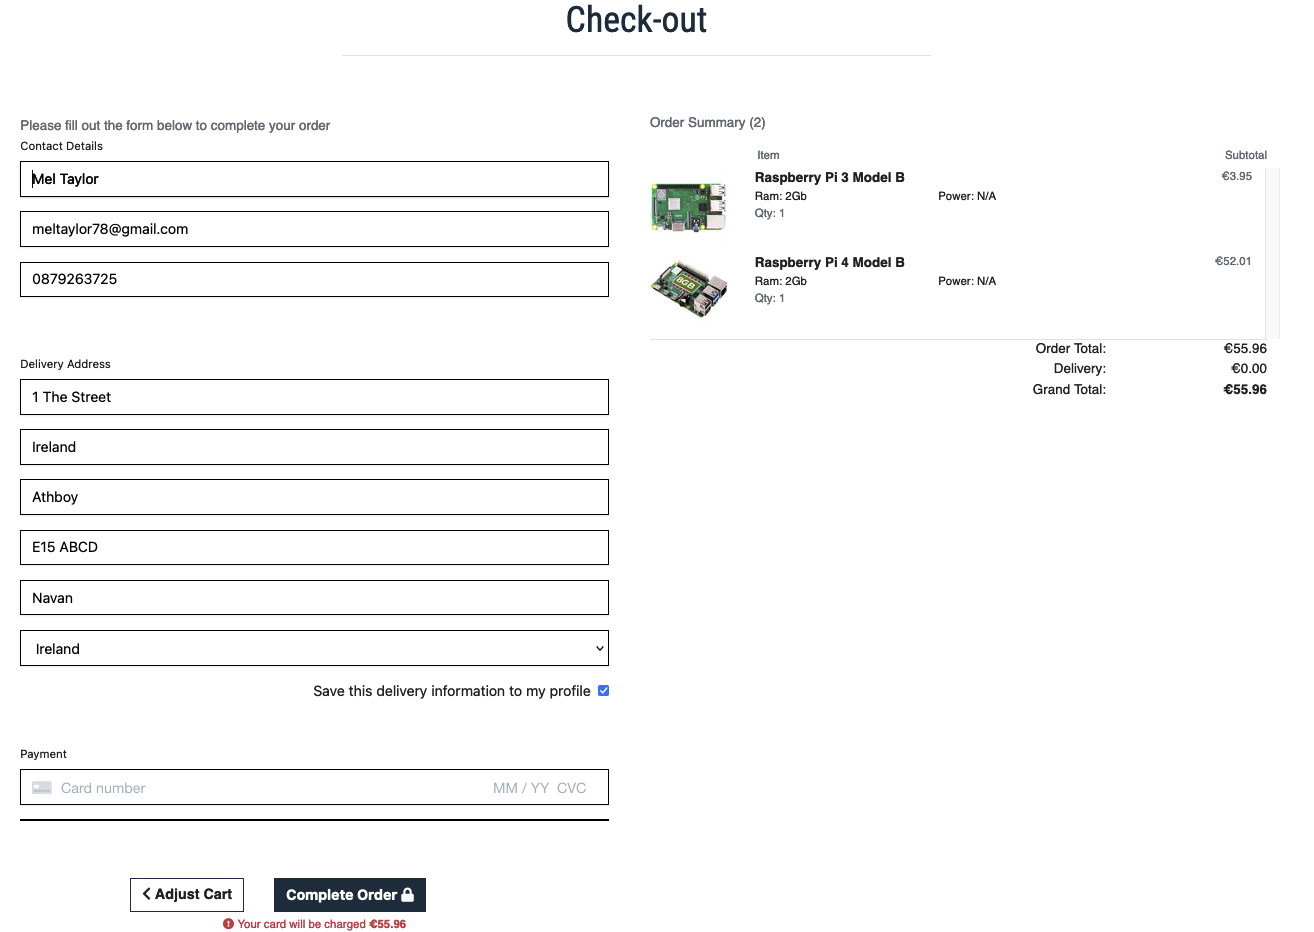 Check-out
Please fill out the form below to complete your order
Contact Details
Mel Taylor
meltaylor78@gmail.com
0879263725
Delivery Address
1 The Street
Ireland
Athboy
E15 ABCD
Navan
Ireland
Save this delivery information to my profile
Payment
Card number MM / YY CVC
Adjust Cart Complete Order
Your card will be charged €55.96
Order Summary (2)
Item Subtotal
Raspberry Pi 3 Model B €3.95
Ram: 2Gb Power: N/A
Qty: 1
8GB
Raspberry Pi 4 Model B €52.01
Ram: 2Gb Power: N/A
Qty: 1
Order Total: €55.96
Delivery: €0.00
Grand Total: €55.96